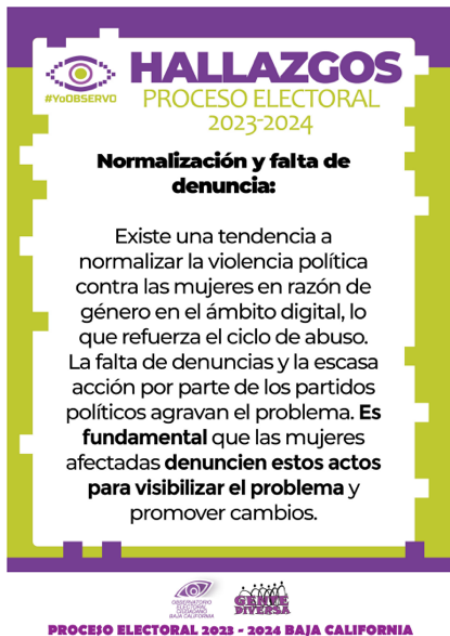 #YoOBSERVO
HALLAZGOS
PROCESO ELECTORAL
2023-2024
Normalización y falta de
denuncia:
Existe una tendencia a
normalizar la violencia política
contra las mujeres en razón de
género en el ámbito digital, lo
que refuerza el ciclo de abuso.
La falta de denuncias y la escasa
acción por parte de los partidos
políticos agravan el problema. Es
fundamental que las mujeres
afectadas denuncien estos actos
para visibilizar el problema y
promover cambios.
OBSERVATORIO
ELECTORAL
CIUDADANO
BAJA CALIFORNIA
GENTE
DIVERSA
PROCESO ELECTORAL 2023 - 2024 BAJA CALIFORNIA